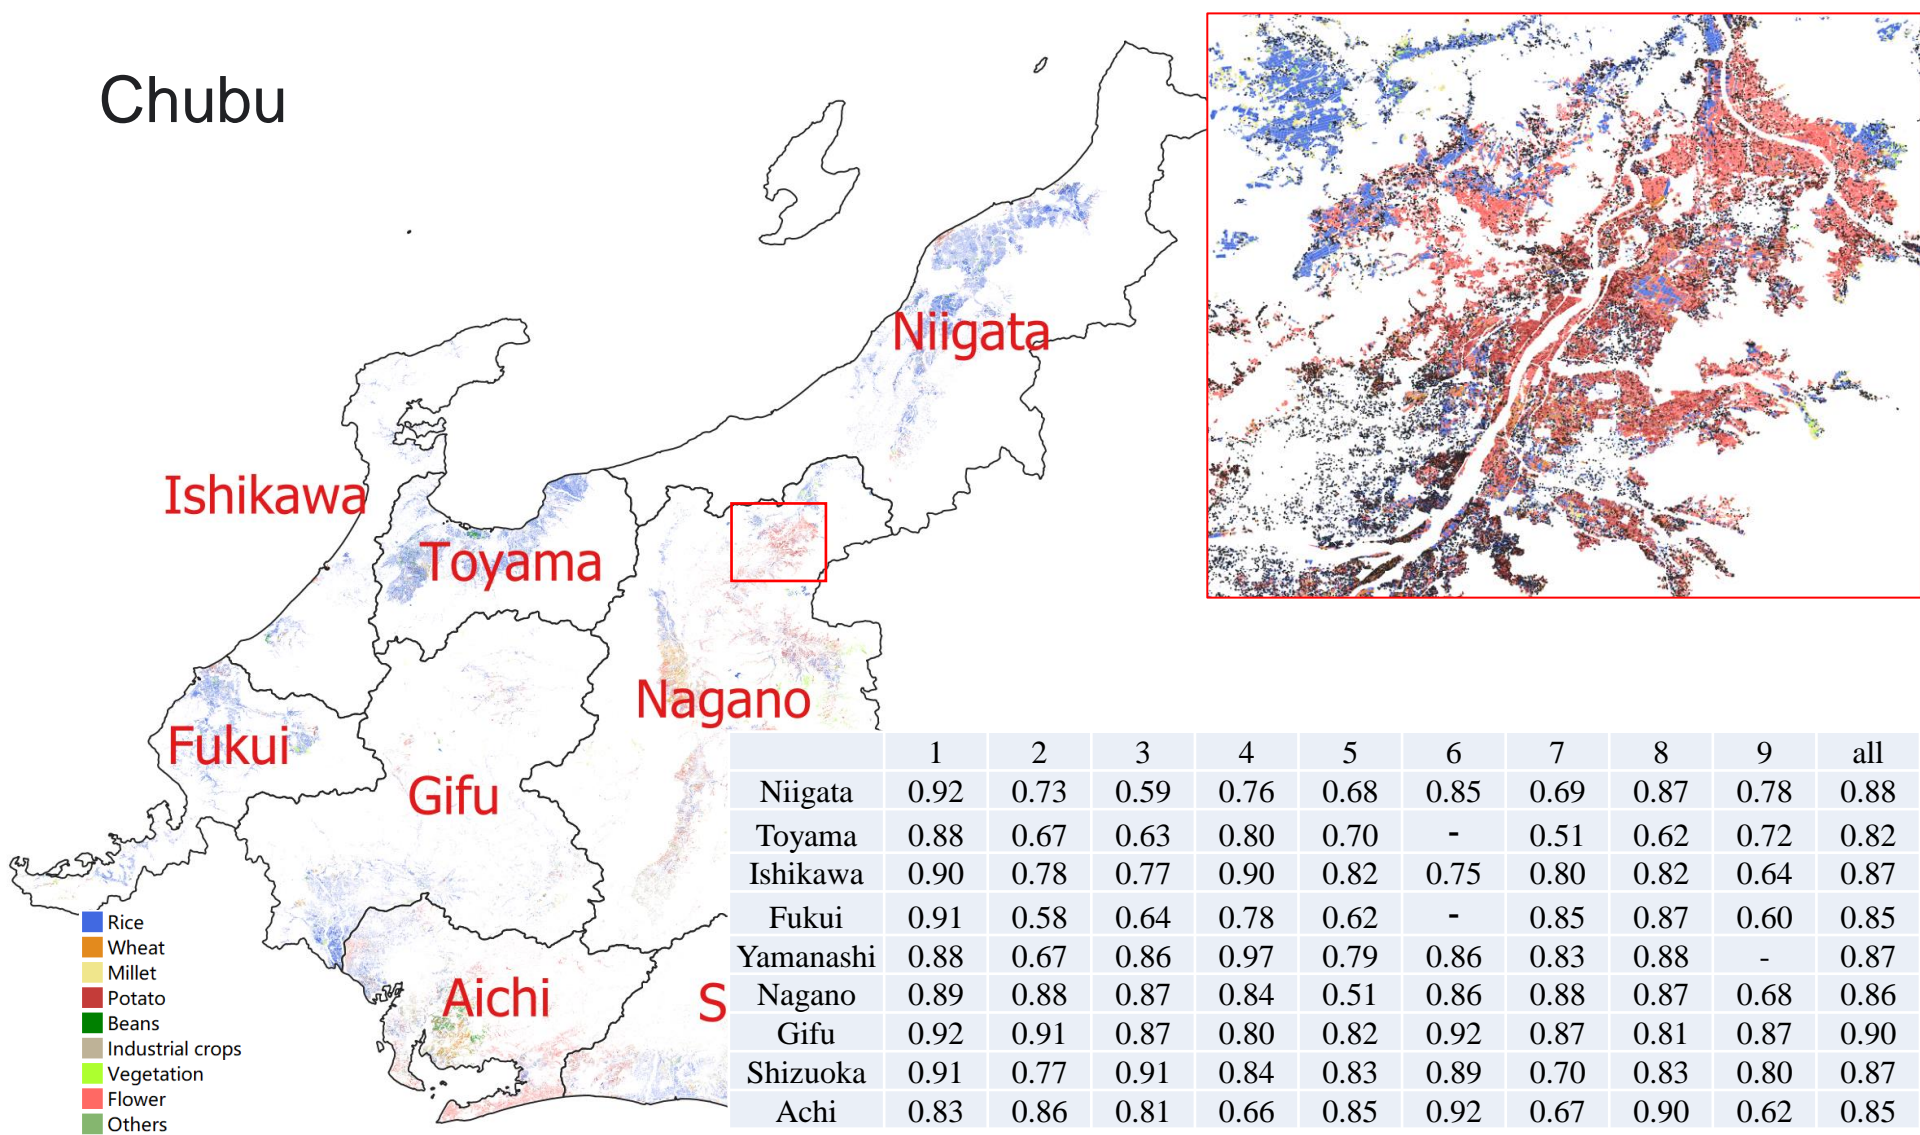 Chubu
Niigata
Ishikawa
Toyama
Nagano
Fukui
Gifu
Aichi
S
Rice
Wheat
Millet
Potato
Beans
Industrial crops
Vegetation
Flower
Others
1 2 3 4 5 6 7 8 9 all
Niigata 0.92 0.73 0.59 0.76 0.68 0.85 0.69 0.87 0.78 0.88
Toyama 0.88 0.67 0.63 0.80 0.70 - 0.51 0.62 0.72 0.82
Ishikawa 0.90 0.78 0.77 0.90 0.82 0.75 0.80 0.82 0.64 0.87
Fukui 0.91 0.58 0.64 0.78 0.62 - 0.85 0.87 0.60 0.85
Yamanashi 0.88 0.67 0.86 0.97 0.79 0.86 0.83 0.88 - 0.87
Nagano 0.89 0.88 0.87 0.84 0.51 0.86 0.88 0.87 0.68 0.86
Gifu 0.92 0.91 0.87 0.80 0.82 0.92 0.87 0.81 0.87 0.90
Shizuoka 0.91 0.77 0.91 0.84 0.83 0.89 0.70 0.83 0.80 0.87
Achi 0.83 0.86 0.81 0.66 0.85 0.92 0.67 0.90 0.62 0.85